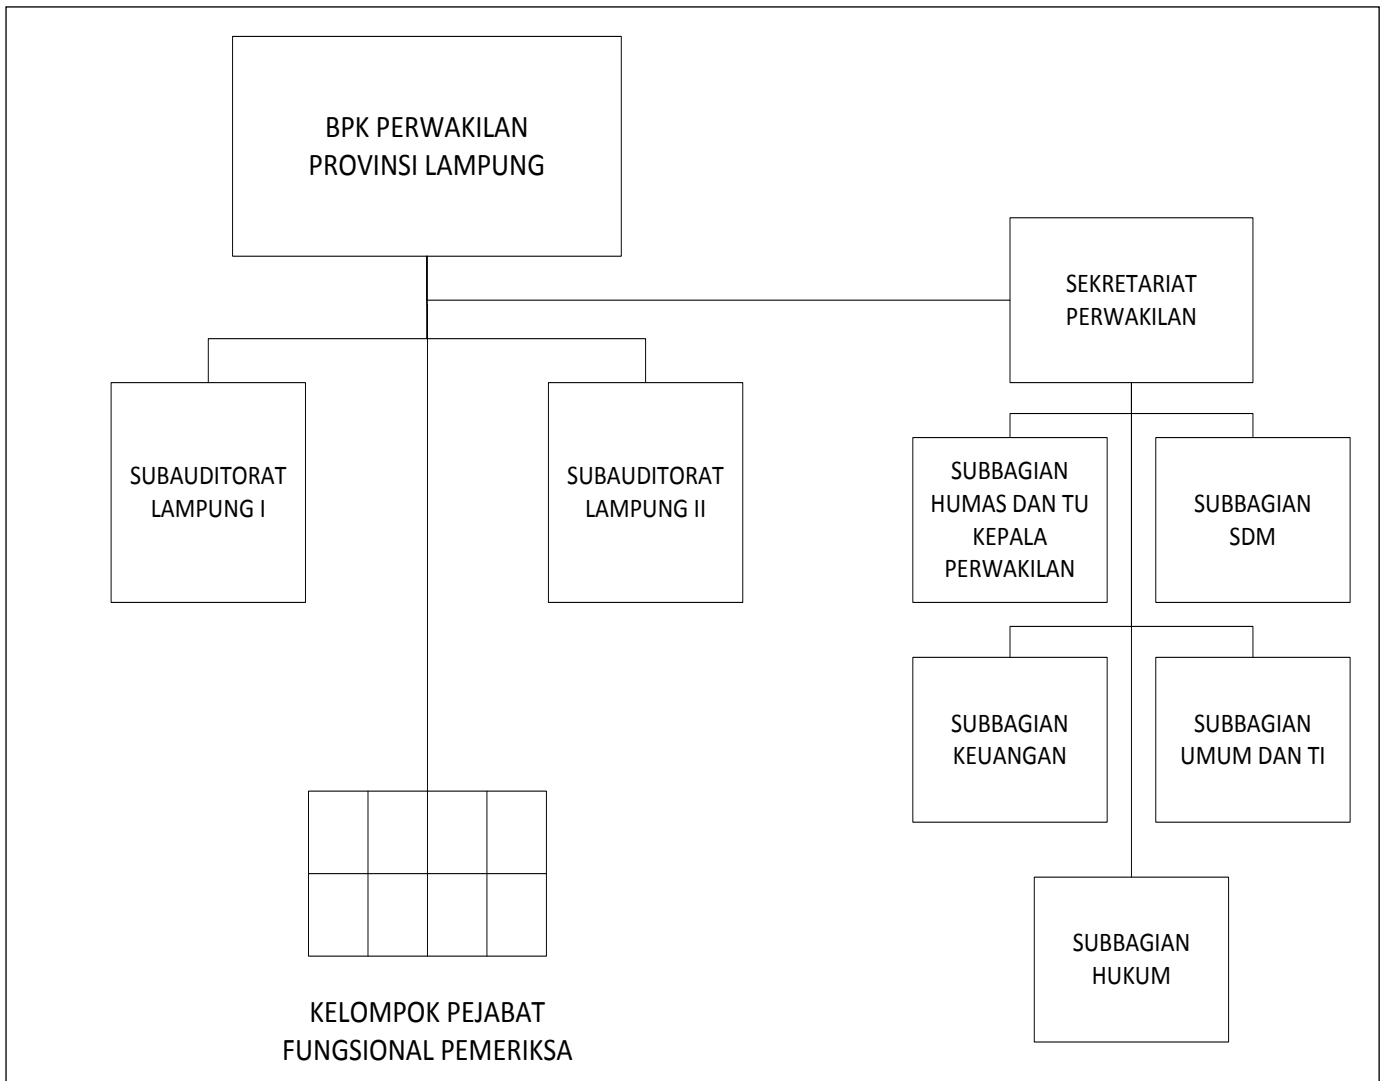 BPK PERWAKILAN
PROVINSI LAMPUNG
SEKRETARIAT
PERWAKILAN
SUBAUDITORAT
LAMPUNG I
SUBAUDITORAT
LAMPUNG II
SUBBAGIAN
HUMAS DAN TU
KEPALA
PERWAKILAN
SUBBAGIAN
SDM
SUBBAGIAN
KEUANGAN
SUBBAGIAN
UMUM DAN TI
SUBBAGIAN
HUKUM
KELOMPOK PEJABAT
FUNGSIONAL PEMERIKSA